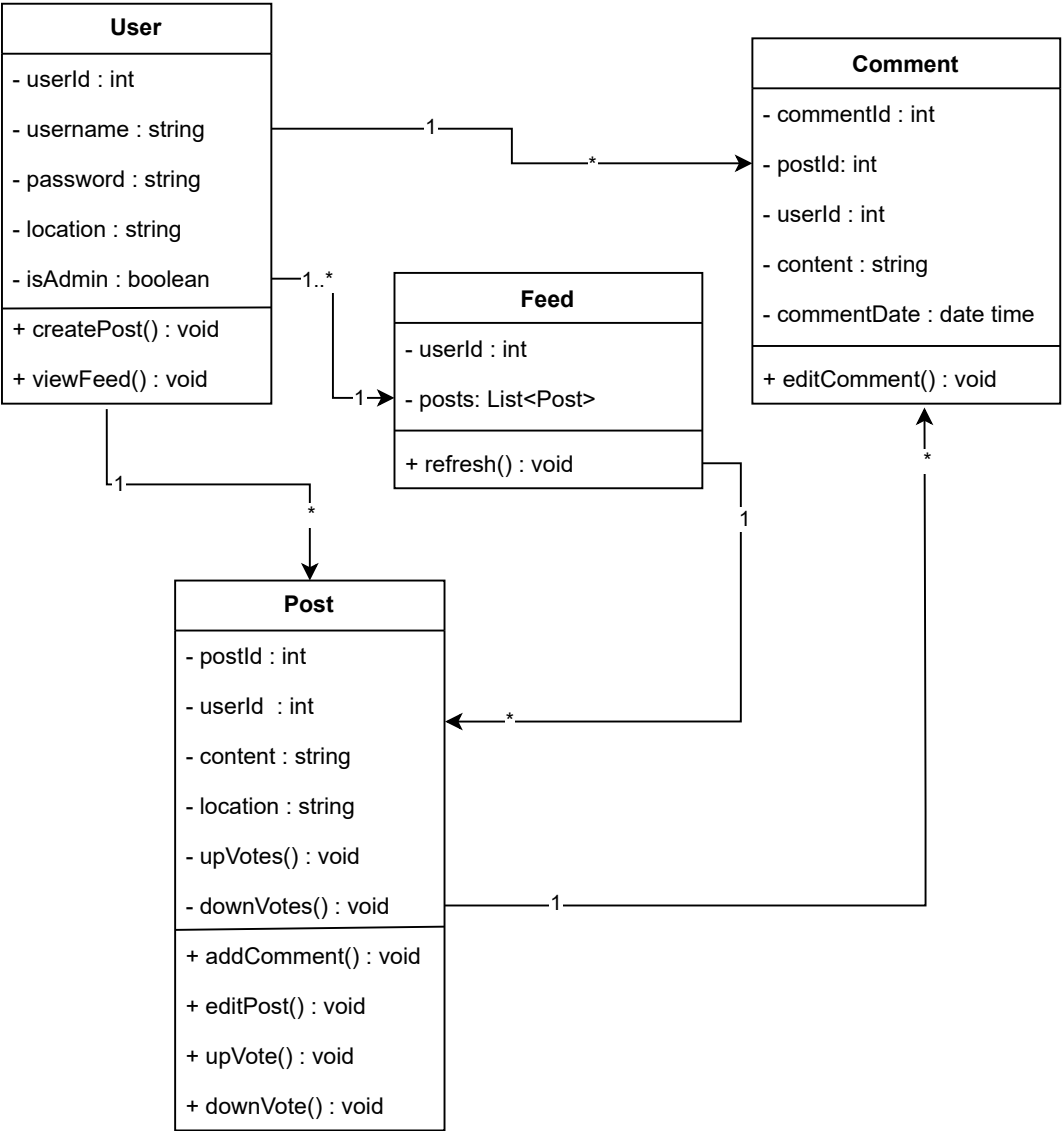 User
- userId : int
- username : string
- password : string
- location : string
- isAdmin : boolean
+ createPost() : void
+ viewFeed() : void
1
*
Comment
- commentId : int
- postId: int
- userId : int
- content : string
- commentDate : date time
+ editComment() : void
1..*
1
Feed
- userId : int
- posts: List<Post>
+ refresh() : void
1
*
1
*
*
1
Post
- postId : int
- userId  : int
- content : string
- location : string
- upVotes() : void
- downVotes() : void
+ addComment() : void
+ editPost() : void
+ upVote() : void
+ downVote() : void